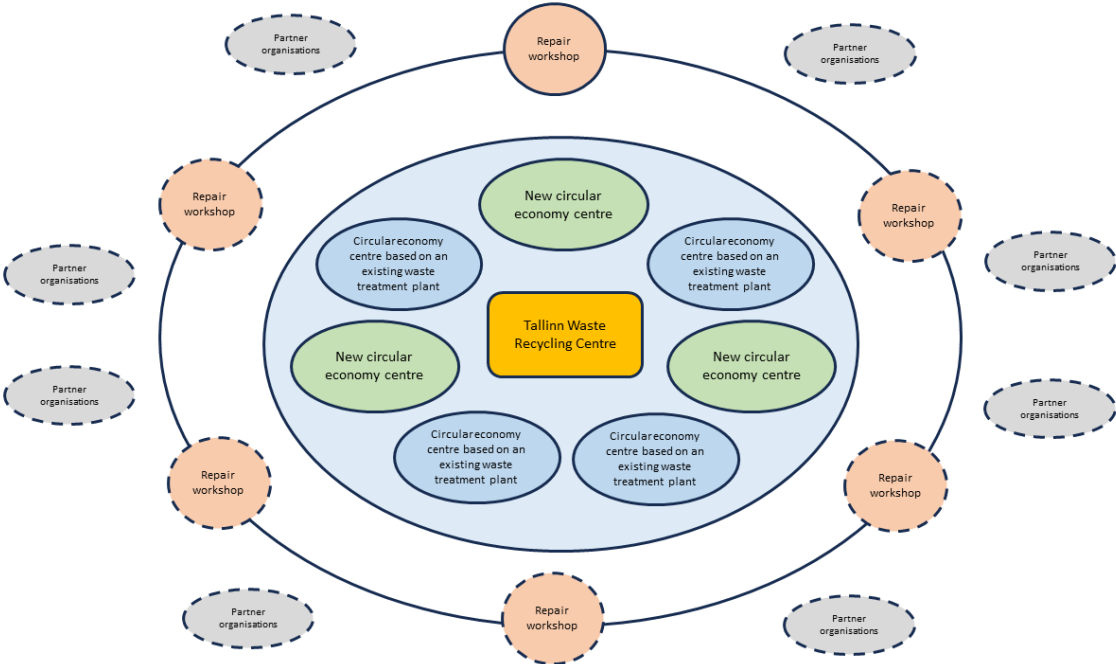 Partner
organisations
Repair
workshop
Partner
organisations
Repair
workshop
New circular
economy centre
Repair
workshop
Circular economy
centre based on an
existing waste
treatment plant
Circular economy
centre based on an
existing waste
treatment plant
Partner
organisations
Partner
organisations
Tallinn Waste
Recycling Centre
New circular
economy centre
New circular
economy centre
Partner
organisations
Partner
organisations
Circular economy
centre based on an
existing waste
treatment plant
Circular economy
centre based on an
existing waste
treatment plant
Repair
workshop
Repair
workshop
Partner
organisations
Repair
workshop
Partner
organisations